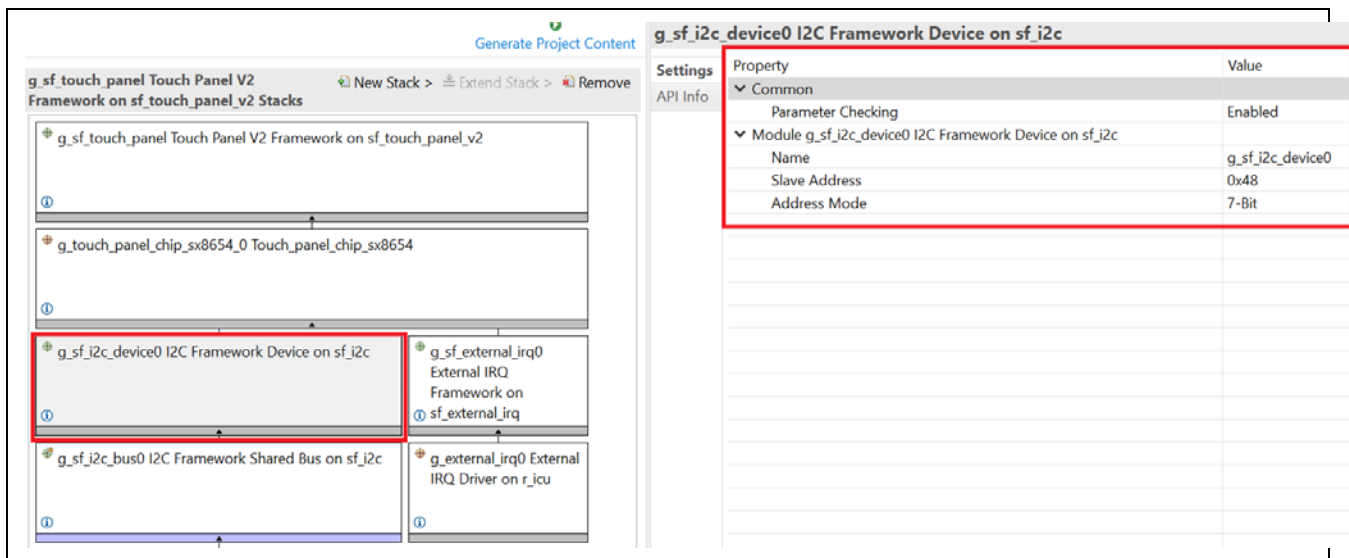 Generate Project Content
g_sf_touch_panel Touch Panel V2
Framework on sf_touch_panel_v2 Stacks
New Stack > Extend Stack > Remove
g_sf_touch_panel Touch Panel V2 Framework on sf_touch_panel_v2
g_touch_panel_chip_sx8654_0 Touch_panel_chip_sx8654
g_sf_i2c_device0 I2C Framework Device on sf_i2c
g_sf_external_irq0
External IRQ
Framework on
sf_external_irq
g_sf_i2c_bus0 I2C Framework Shared Bus on sf_i2c
g_external_irq0 External
IRQ Driver on r_icu
g_sf_i2c_device0 I2C Framework Device on sf_i2c
Settings
API Info
Property Value
Common
Parameter Checking Enabled
Module g_sf_i2c_device0 I2C Framework Device on sf_i2c
Name g_sf_i2c_device0
Slave Address 0x48
Address Mode 7-Bit